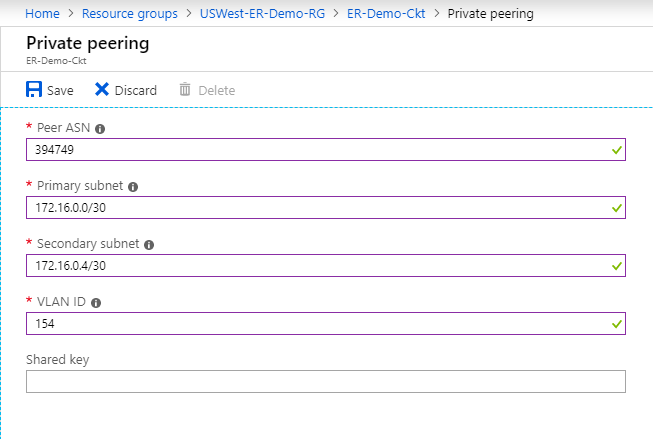 Home > Resource groups > USWest-ER-Demo-RG > ER-Demo-Ckt > Private peering
Private peering
ER-Demo-Ckt
Save Discard Delete
* Peer ASN
394749
* Primary subnet
172.16.0.0/30
* Secondary subnet
172.16.0.4/30
* VLAN ID
154
Shared key